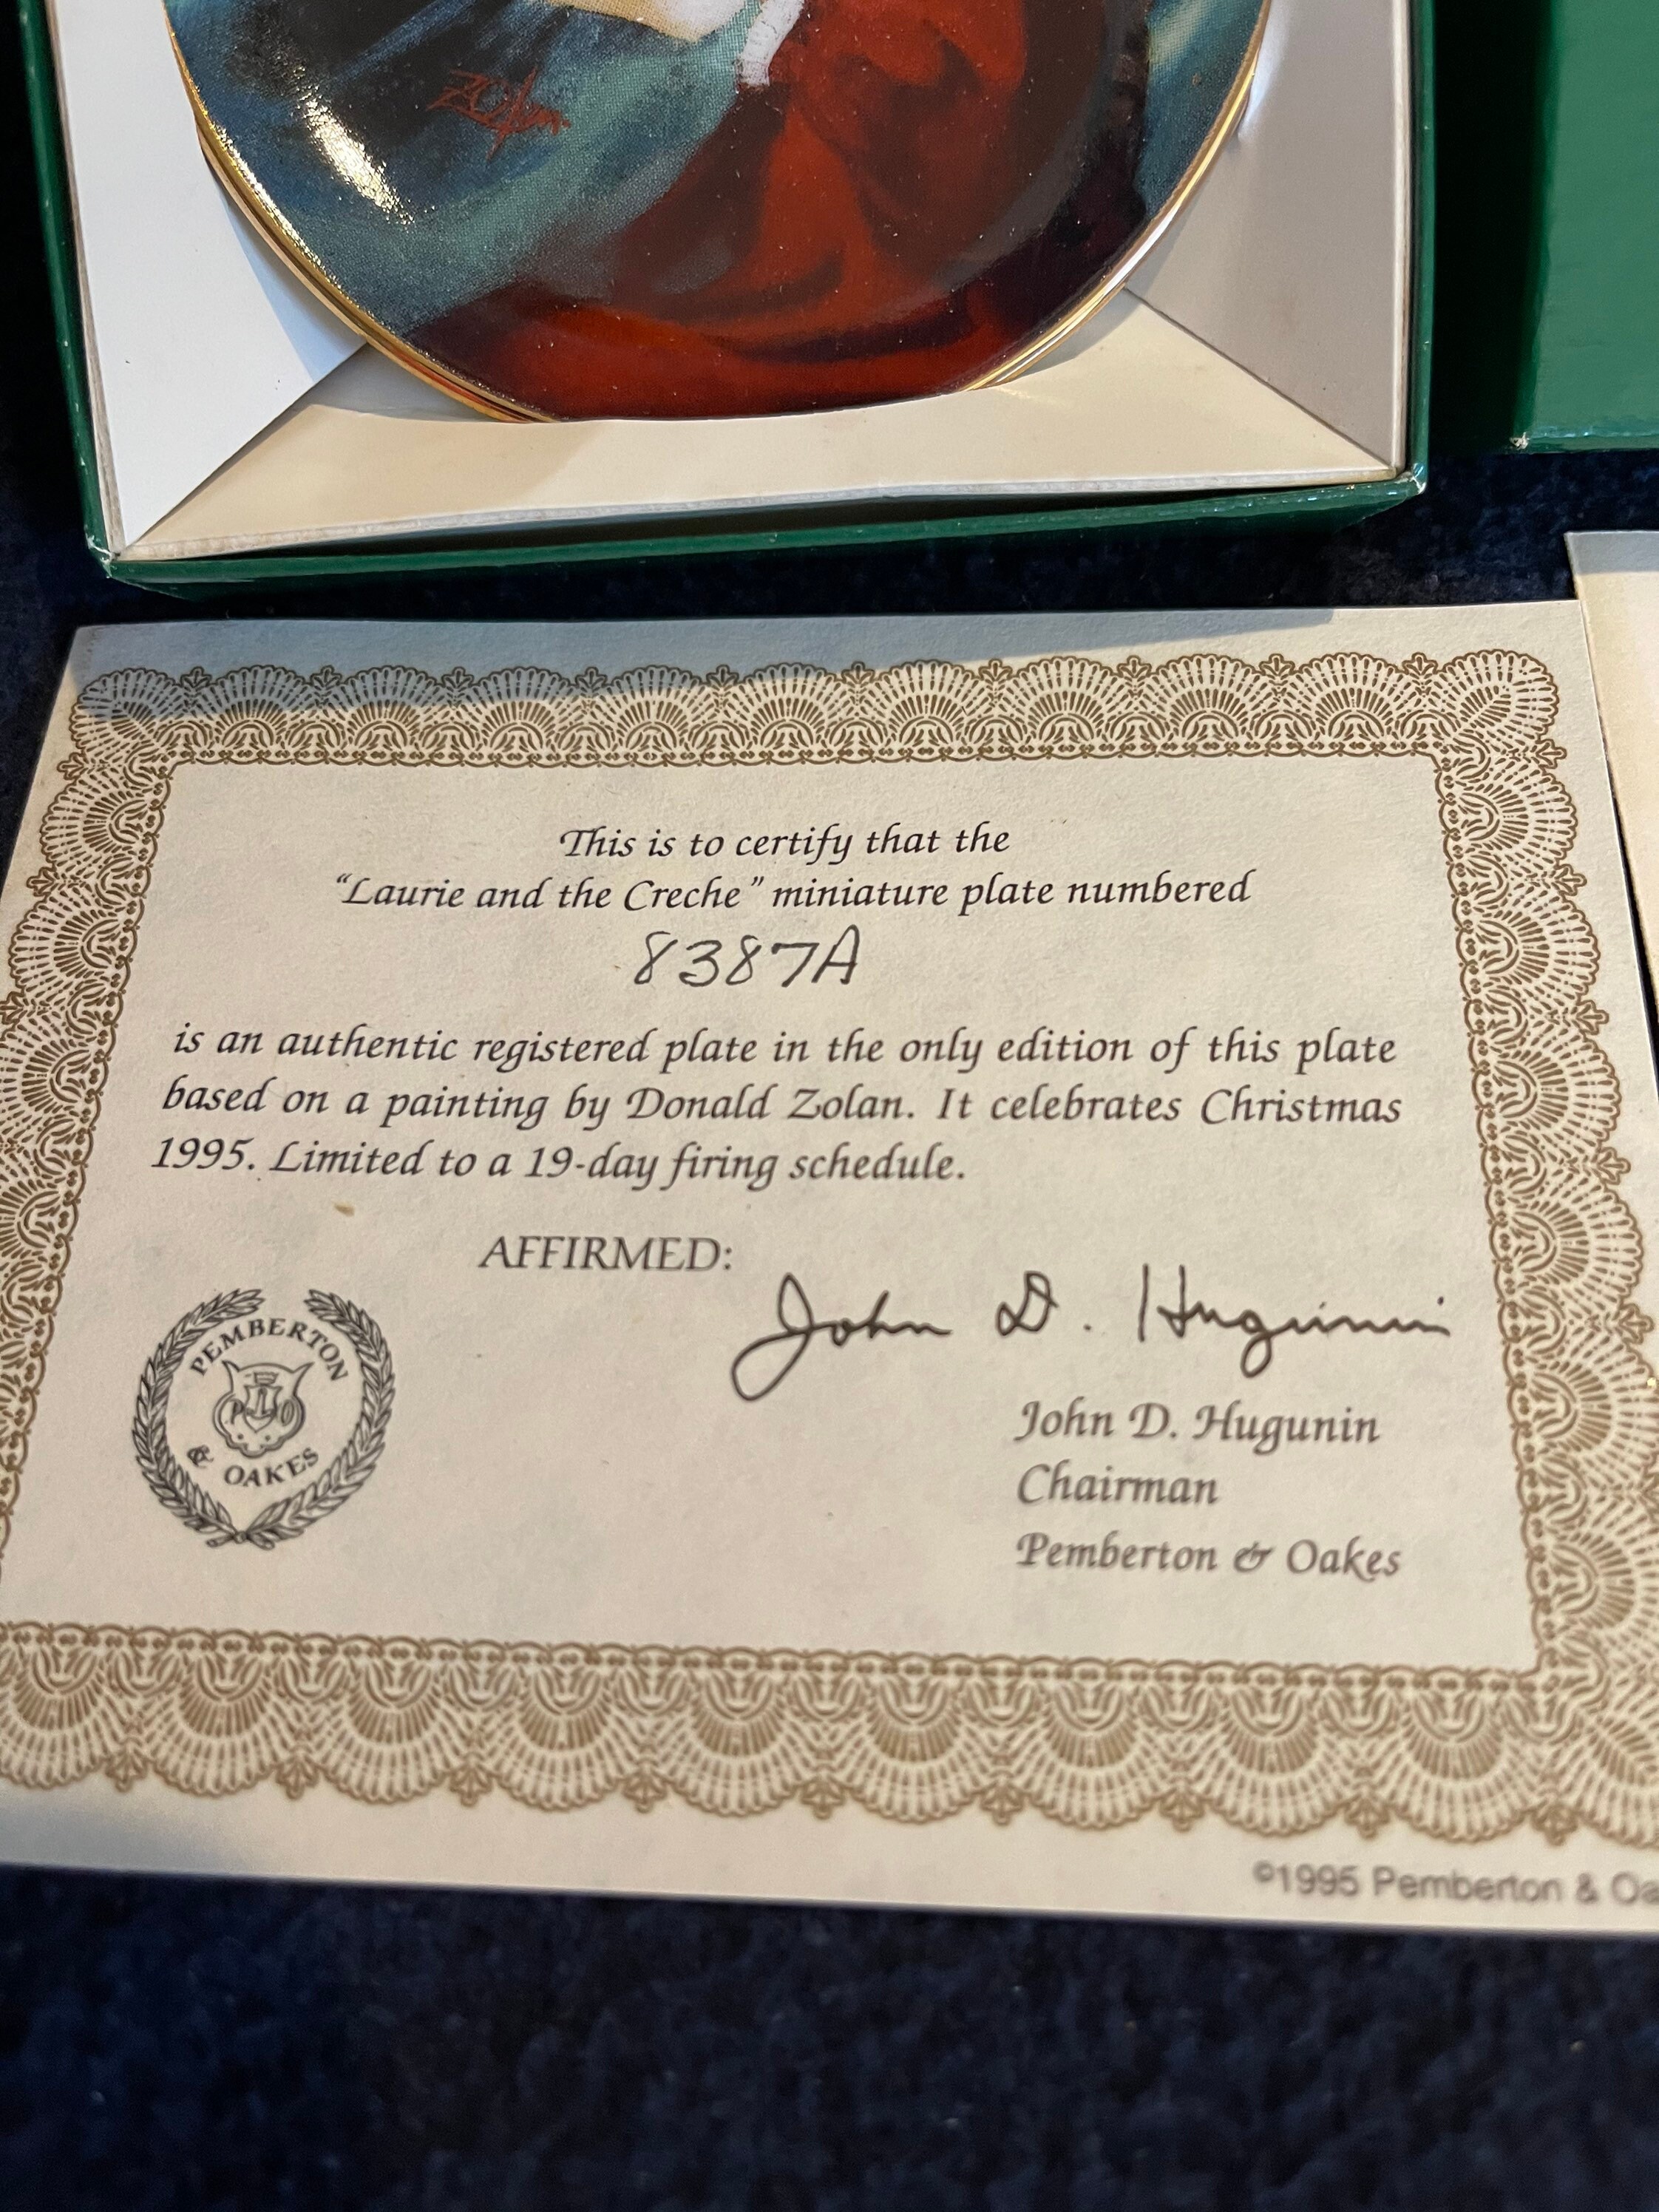 Zolan
This is to certify that the
“Laurie and the Creche” miniature plate numbered
8387A
is an authentic registered plate in the only edition of this plate
based on a painting by Donald Zolan. It celebrates Christmas
1995. Limited to a 19-day firing schedule.
AFFIRMED:
John D. Hugunin
PEMBERTON
& OAKES
John D. Hugunin
Chairman
Pemberton & Oakes
©1995 Pemberton & Oa